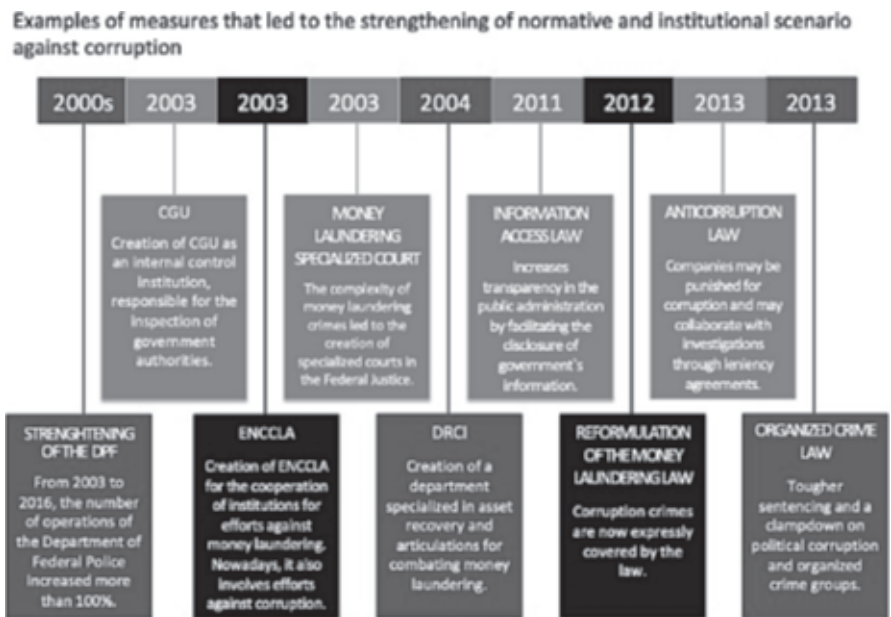 Examples of measures that led to the strengthening of normative and institutional scenario
against corruption
2000s 2003 2003 2003 2004 2011 2012 2013 2013
CGU
Creation of CGU as
an internal control
institution,
responsible for the
inspection of
government
authorities.
MONEY
LAUNDERING
SPECIALIZED COURT
The complexity of
money laundering
crimes led to the
creation of
specialized courts in
the Federal Justice.
INFORMATION
ACCESS LAW
Increases
transparency in the
public administration
by facilitating the
disclosure of
government's
information.
ANTICORRUPTION
LAW
Companies may be
punished for
corruption and may
collaborate with
investigations
through leniency
agreements.
STRENGHTENING
OF THE DPF
From 2003 to
2016, the number
of operations of
the Department of
Federal Police
increased more
than 100%.
ENCCLA
Creation of ENCCLA
for the cooperation
of institutions for
efforts against
money laundering.
Nowadays, it also
involves efforts
against corruption.
DRCI
Creation of a
department
specialized in asset
recovery and
articulations for
combating money
laundering.
REFORMULATION
OF THE MONEY
LAUNDERING LAW
Corruption crimes
are now expressly
covered by the
law.
ORGANIZED CRIME
LAW
Tougher
sentencing and a
clampdown on
political corruption
and organized
crime groups.